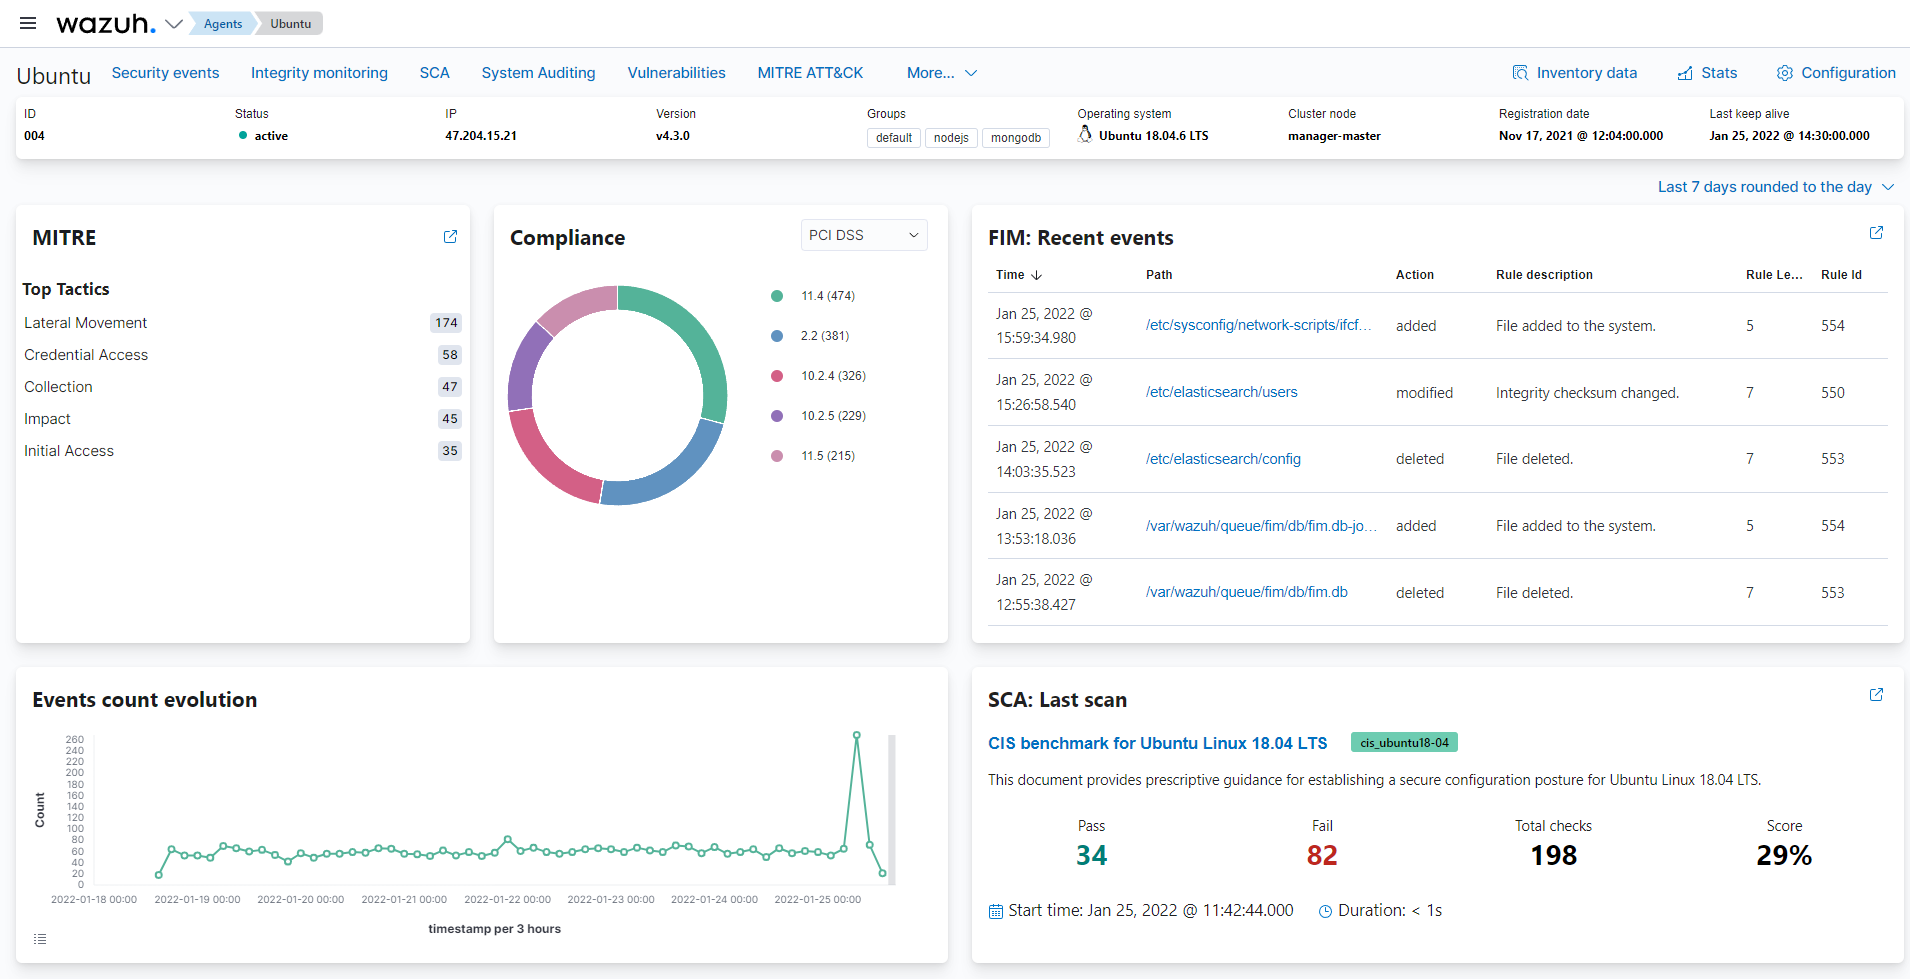 wazuh.
Agents
Ubuntu
Ubuntu
Security events
Integrity monitoring
SCA
System Auditing
Vulnerabilities
MITRE ATT&CK
More...
Inventory data
Stats
Configuration
ID
004
Status
active
IP
47.204.15.21
Version
v4.3.0
Groups
default nodejs mongodb
Operating system
Ubuntu 18.04.6 LTS
Cluster node
manager-master
Registration date
Nov 17, 2021 @ 12:04:00.000
Last keep alive
Jan 25, 2022 @ 14:30:00.000
Last 7 days rounded to the day
MITRE
Top Tactics
Lateral Movement 174
Credential Access 58
Collection 47
Impact 45
Initial Access 35
Compliance
PCI DSS
11.4 (474)
2.2 (381)
10.2.4 (326)
10.2.5 (229)
11.5 (215)
FIM: Recent events
Time Path Action Rule description Rule Le... Rule Id
Jan 25, 2022 @
15:59:34.980
/etc/sysconfig/network-scripts/ifcf... added File added to the system. 5 554
Jan 25, 2022 @
15:26:58.540
/etc/elasticsearch/users modified Integrity checksum changed. 7 550
Jan 25, 2022 @
14:03:35.523
/etc/elasticsearch/config deleted File deleted. 7 553
Jan 25, 2022 @
13:53:18.036
/var/wazuh/queue/fim/db/fim.db-jo... added File added to the system. 5 554
Jan 25, 2022 @
12:55:38.427
/var/wazuh/queue/fim/db/fim.db deleted File deleted. 7 553
Events count evolution
Count
260
240
220
200
180
160
140
120
100
80
60
40
20
0
2022-01-18 00:00 2022-01-19 00:00 2022-01-20 00:00 2022-01-21 00:00 2022-01-22 00:00 2022-01-23 00:00 2022-01-24 00:00 2022-01-25 00:00
timestamp per 3 hours
SCA: Last scan
CIS benchmark for Ubuntu Linux 18.04 LTS cis_ubuntu18-04
This document provides prescriptive guidance for establishing a secure configuration posture for Ubuntu Linux 18.04 LTS.
Pass
34
Fail
82
Total checks
198
Score
29%
Start time: Jan 25, 2022 @ 11:42:44.000
Duration: < 1s